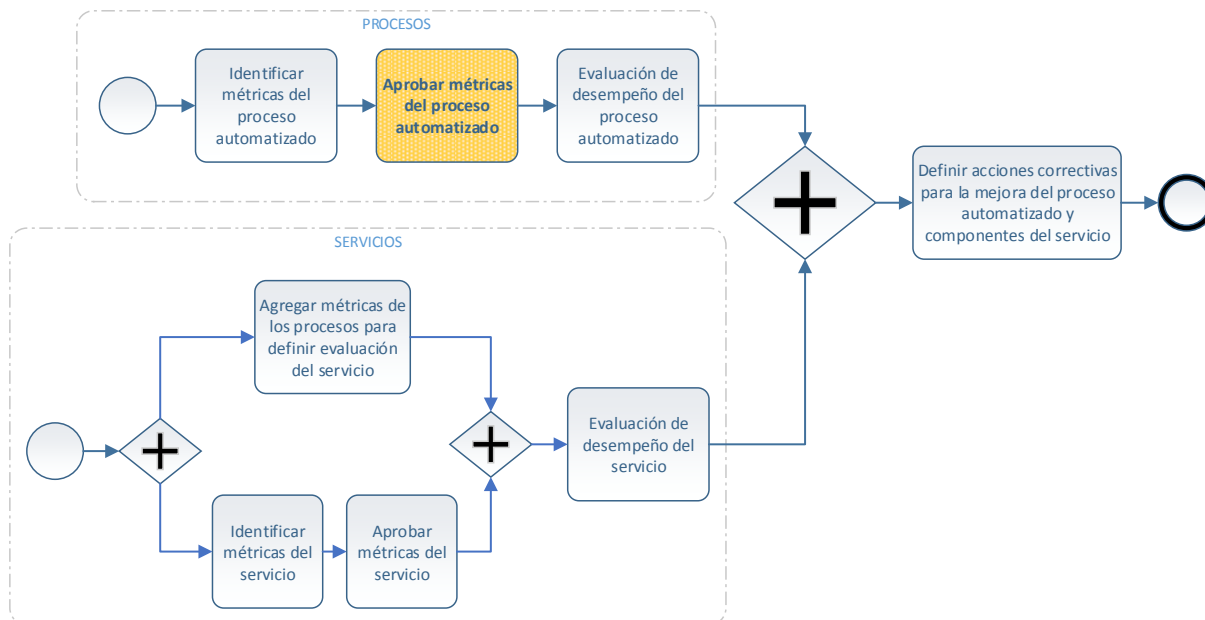 PROCESOS
Identificar
métricas del
proceso
automatizado
Aprobar métricas
del proceso
automatizado
Evaluación de
desempeño del
proceso
automatizado
Definir acciones correctivas
para la mejora del proceso
automatizado y
componentes del servicio
SERVICIOS
Agregar métricas de
los procesos para
definir evaluación
del servicio
Evaluación de
desempeño del
servicio
Identificar
métricas del
servicio
Aprobar
métricas del
servicio